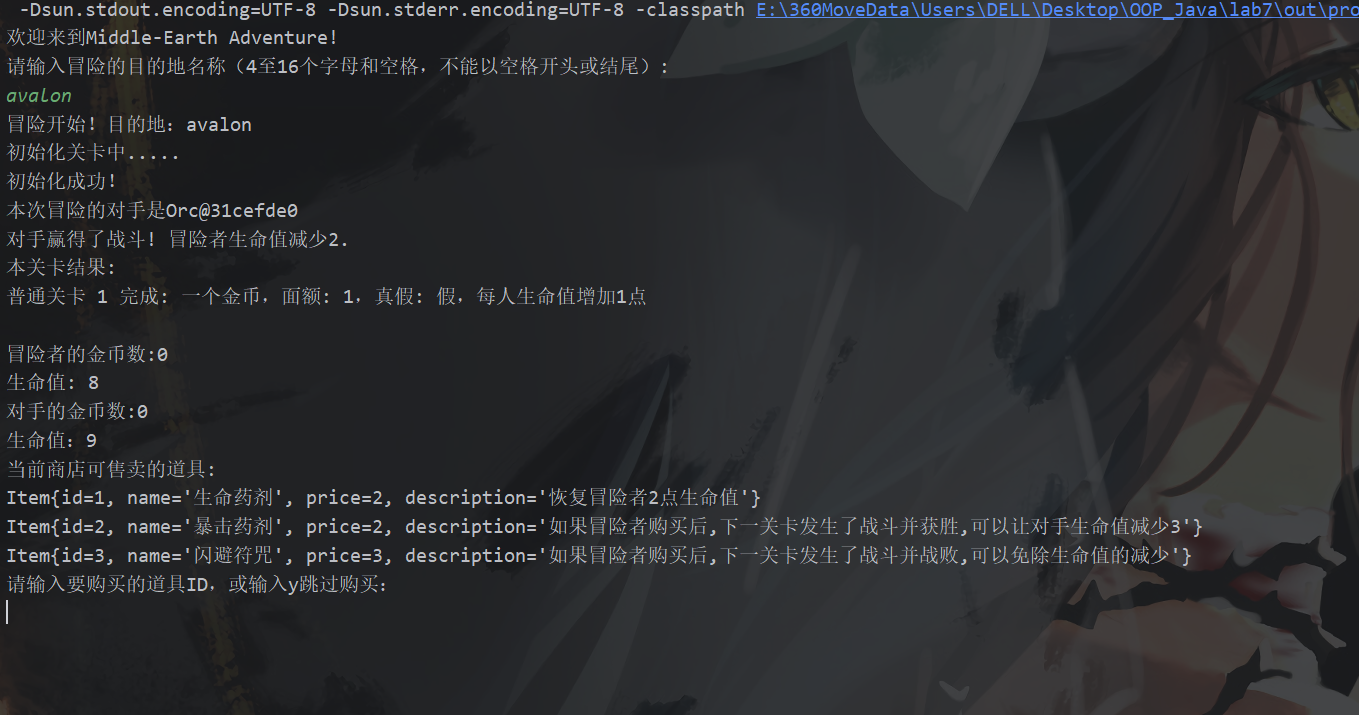 -Dsun.stdout.encoding=UTF-8 -Dsun.stderr.encoding=UTF-8 -classpath E:\360MoveData\Users\DELL\Desktop\OOP_Java\lab7\out\pro
欢迎来到Middle-Earth Adventure!
请输入冒险的目的地名称（4至16个字母和空格，不能以空格开头或结尾）:
avalon
冒险开始! 目的地: avalon
初始化关卡中.....
初始化成功!
本次冒险的对手是Orc@31cefde0
对手赢得了战斗! 冒险者生命值减少2.
本关卡结果:
普通关卡 1 完成: 一个金币，面额: 1，真假: 假，每人生命值增加1点
冒险者的金币数:0
生命值: 8
对手的金币数:0
生命值: 9
当前商店可售卖的道具:
Item{id=1, name='生命药剂', price=2, description='恢复冒险者2点生命值'}
Item{id=2, name='暴击药剂', price=2, description='如果冒险者购买后,下一关卡发生了战斗并获胜,可以让对手生命值减少3'}
Item{id=3, name='闪避符咒', price=3, description='如果冒险者购买后,下一关卡发生了战斗并战败,可以免除生命值的减少'}
请输入要购买的道具ID，或输入y跳过购买: